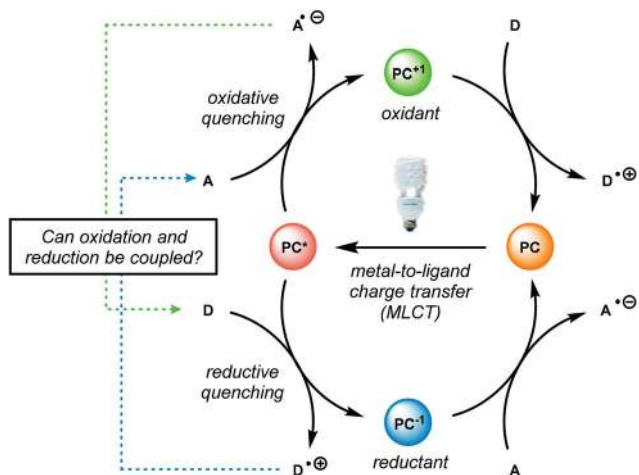 A•⊖
D
PC+1
oxidant
oxidative
quenching
A
D•⊕
Can oxidation and
reduction be coupled?
PC*
PC
metal-to-ligand
charge transfer
(MLCT)
D
A•⊖
reductive
quenching
PC-1
reductant
D•⊕
A